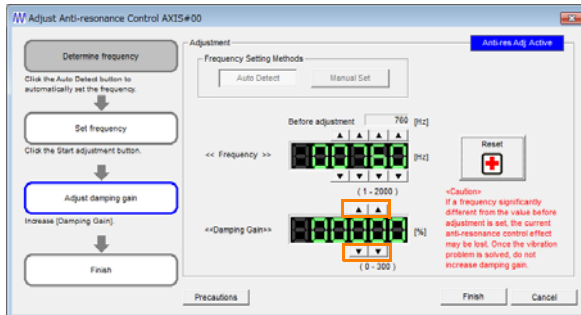 Adjust Anti-resonance Control AXIS#00
Determine frequency
Click the Auto Detect button to
automatically set the frequency.
Set frequency
Click the Start adjustment button.
Adjust damping gain
Increase [Damping Gain].
Finish
Adjustment
Anti-res Adj Active
Frequency Setting Methods
Auto Detect
Manual Set
Before adjustment
760
[Hz]
<< Frequency >>
000760
[Hz]
( 1 - 2000 )
<<Damping Gain>>
000000
[%]
( 0 - 300 )
Reset
<Caution>
If a frequency significantly
different from the value before
adjustment is set, the current
anti-resonance control effect
may be lost. Once the vibration
problem is solved, do not
increase damping gain.
Precautions
Finish
Cancel